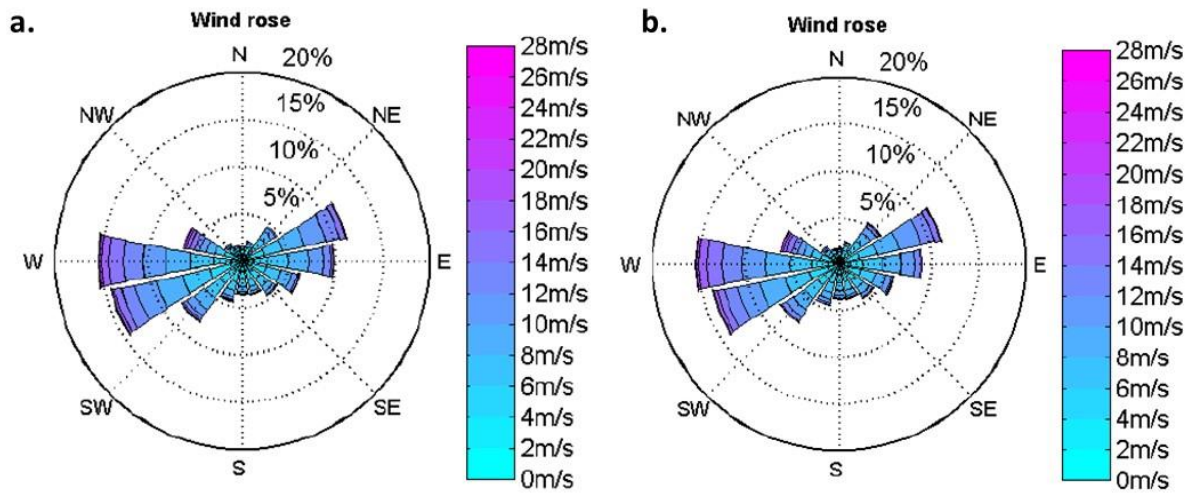 a.
Wind rose
N
20%
15%
10%
5%
NW
NE
W
E
SW
SE
S
28m/s
26m/s
24m/s
22m/s
20m/s
18m/s
16m/s
14m/s
12m/s
10m/s
8m/s
6m/s
4m/s
2m/s
0m/s
b.
Wind rose
N
20%
15%
10%
5%
NW
NE
W
E
SW
SE
S
28m/s
26m/s
24m/s
22m/s
20m/s
18m/s
16m/s
14m/s
12m/s
10m/s
8m/s
6m/s
4m/s
2m/s
0m/s